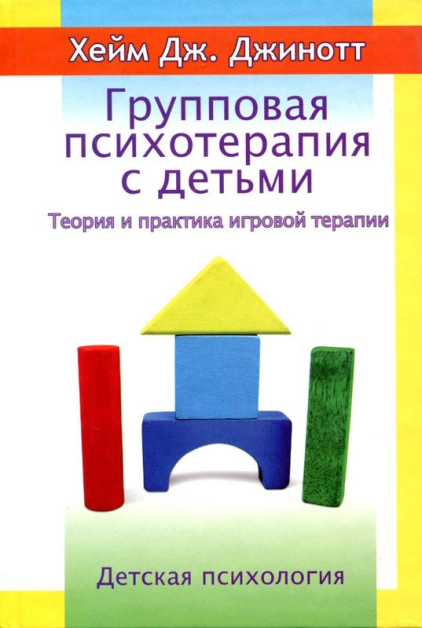 Хейм Дж. Джинотт
Групповая
психотерапия
с детьми
Теория и практика игровой терапии
Детская психология